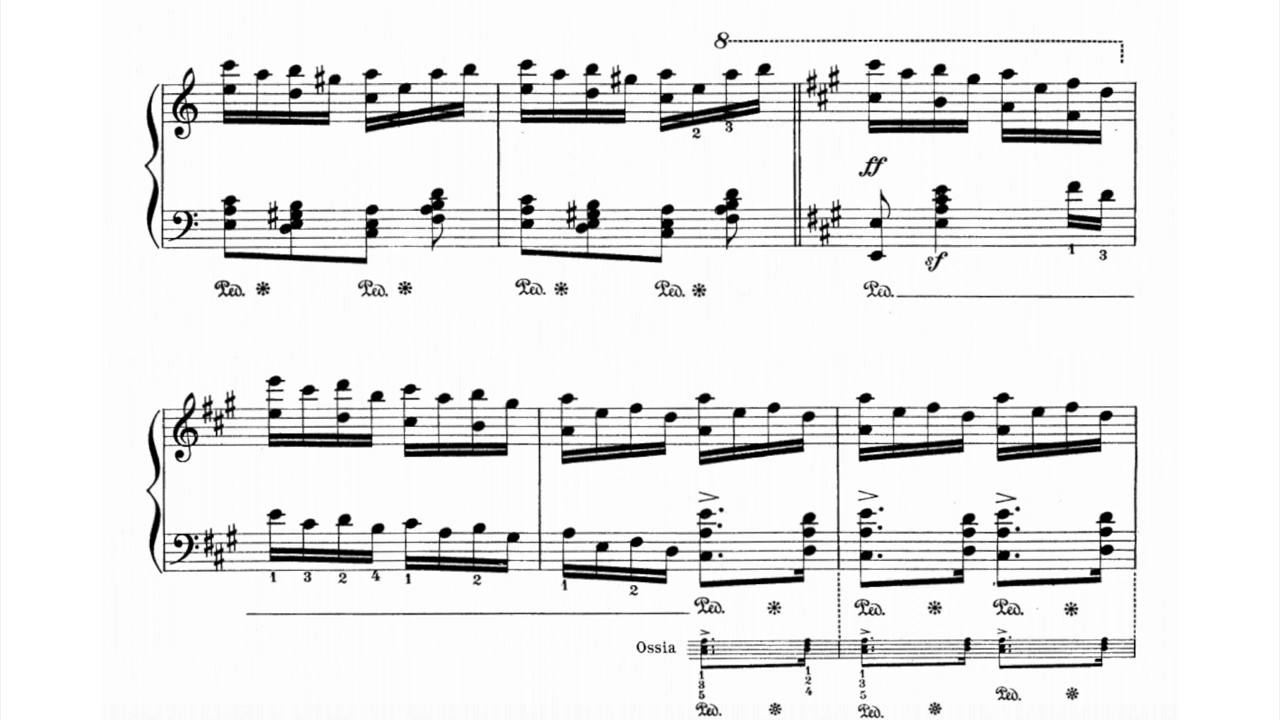 8
2 3
ff
sf
1 3
Ped. * Ped. * Ped. * Ped. * Ped.
1 3 2 4 1 2 1 2
Ped. * Ped. * Ped. *
Ossia
1 1
3 2
5 4
1
3
5
Ped. * Ped. * Ped. *